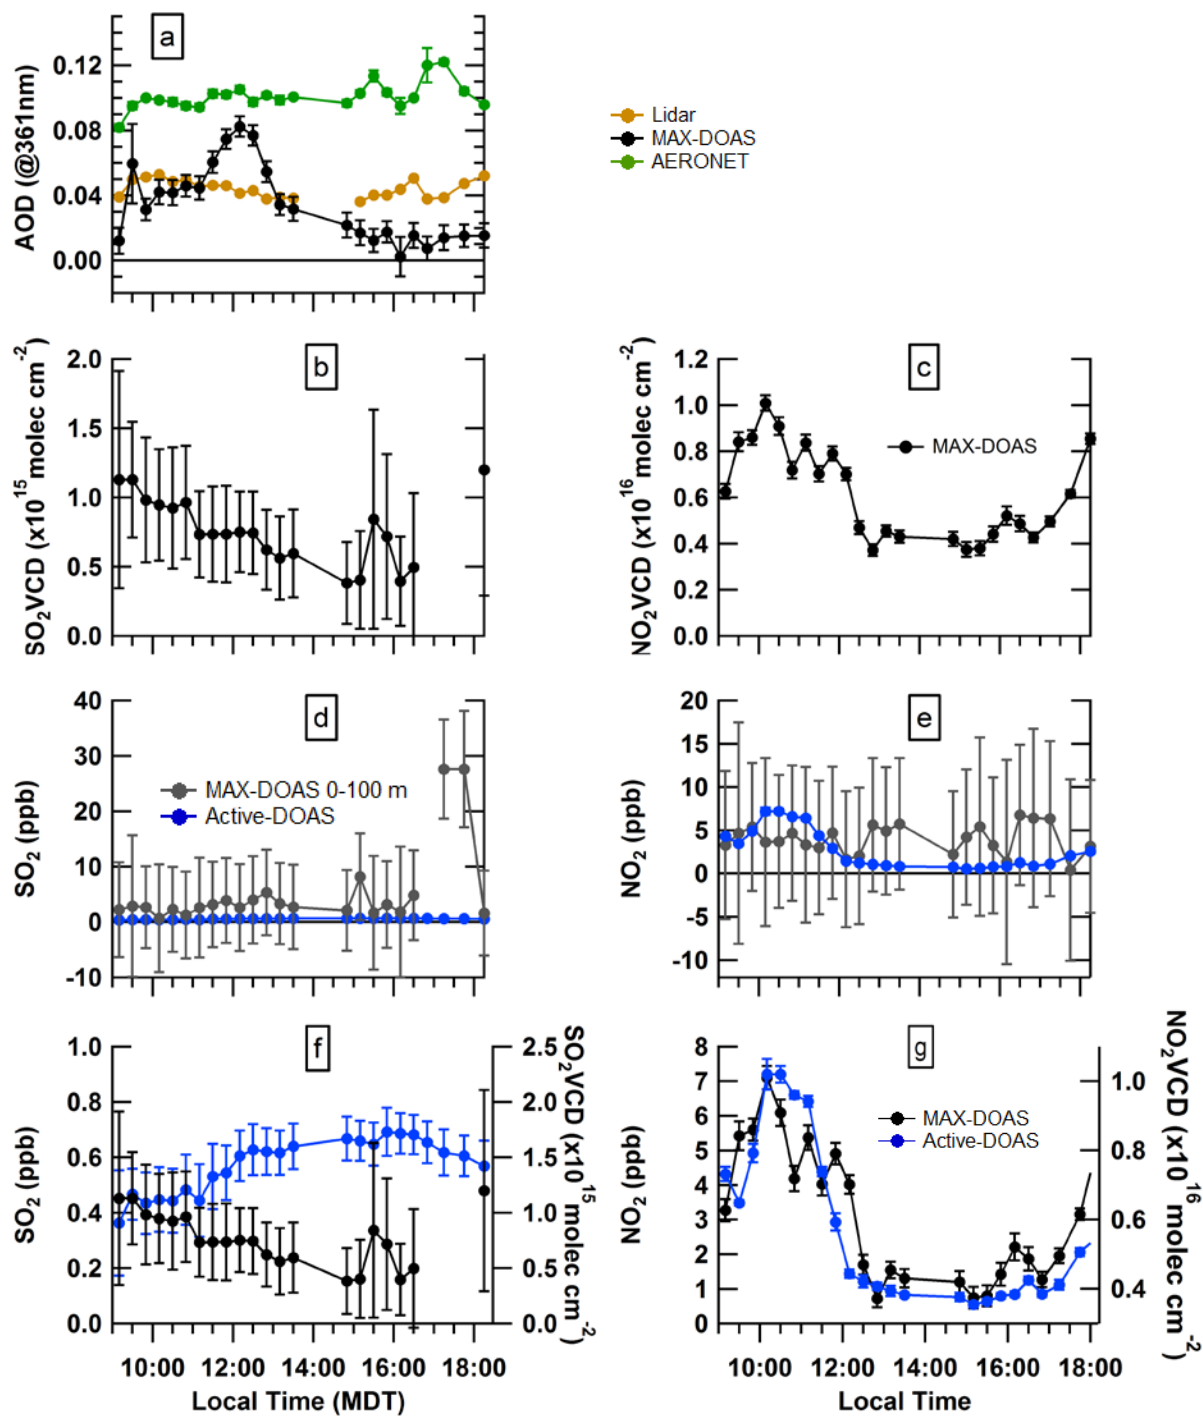 a
AOD (@361nm)
0.12
0.08
0.04
0.00
Lidar
MAX-DOAS
AERONET
b
SO2VCD (x10^15 molec cm^-2)
2.0
1.5
1.0
0.5
0.0
c
NO2VCD (x10^16 molec cm^-2)
1.2
1.0
0.8
0.6
0.4
0.2
0.0
MAX-DOAS
d
SO2 (ppb)
40
30
20
10
0
-10
MAX-DOAS 0-100 m
Active-DOAS
e
NO2 (ppb)
20
15
10
5
0
-5
-10
f
SO2 (ppb)
1.0
0.8
0.6
0.4
0.2
0.0
2.5
2.0
1.5
1.0
0.5
0.0
SO2VCD (x10^15 molec cm^-2)
10:00
12:00
14:00
16:00
18:00
Local Time (MDT)
g
NO2 (ppb)
8
7
6
5
4
3
2
1
0
1.0
0.8
0.6
0.4
NO2VCD (x10^16 molec cm^-2)
MAX-DOAS
Active-DOAS
10:00
12:00
14:00
16:00
18:00
Local Time